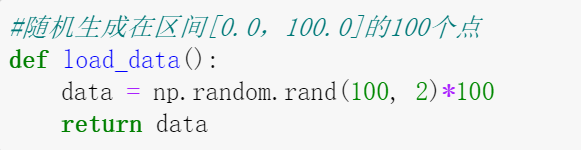 #随机生成在区间[0.0，100.0]的100个点
def load_data():
    data = np.random.rand(100, 2)*100
    return data